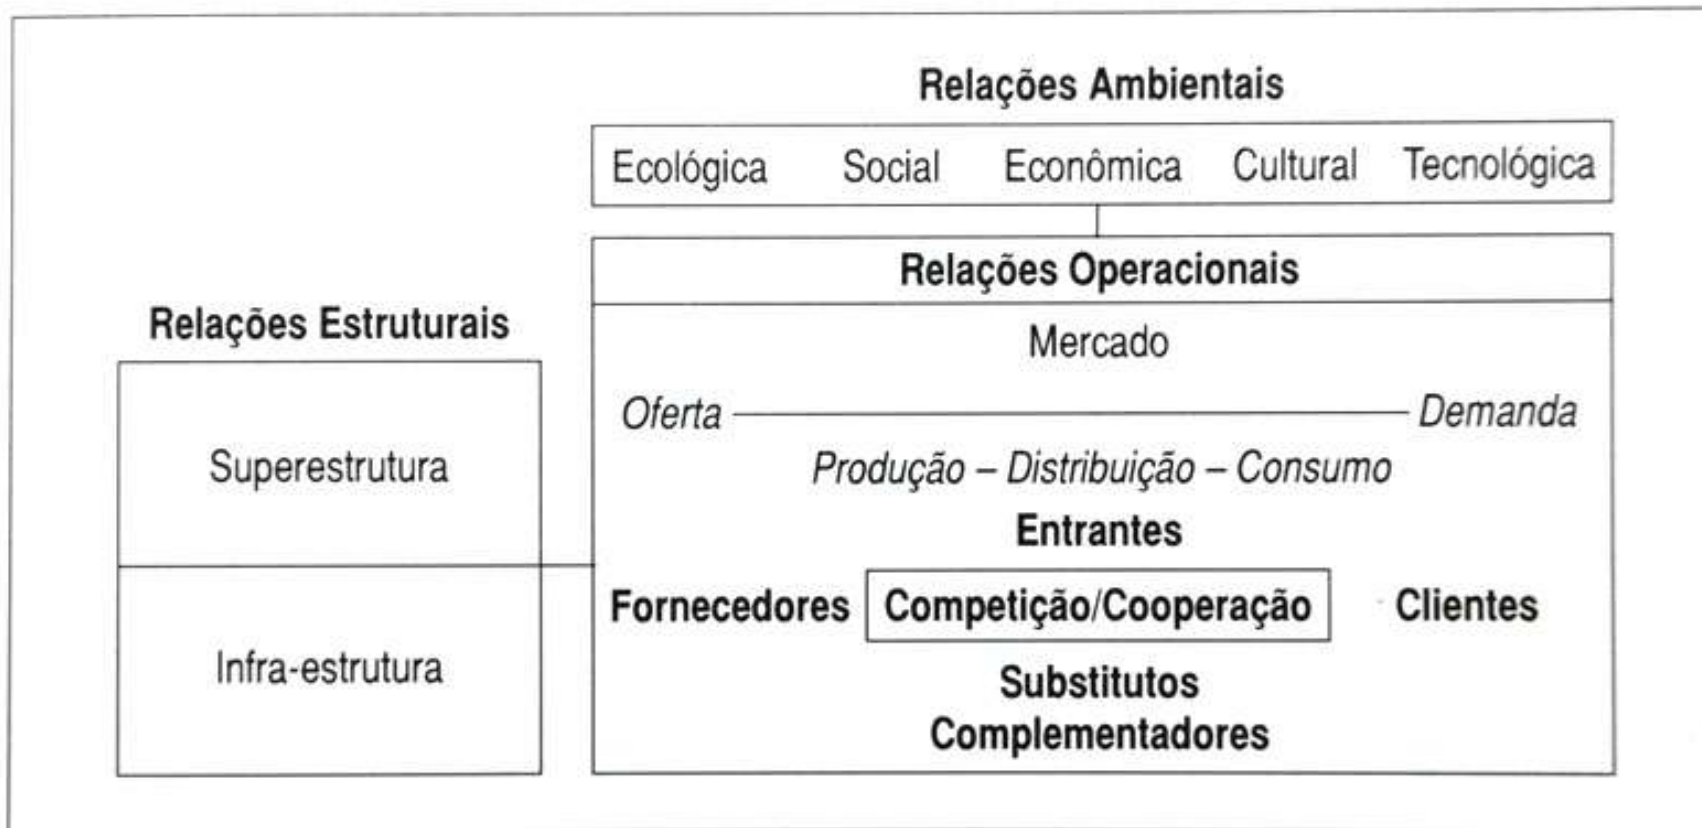 Relações Ambientais
Ecológica Social Econômica Cultural Tecnológica
Relações Operacionais
Relações Estruturais
Mercado
Oferta Demanda
Superestrutura
Produção – Distribuição – Consumo
Entrantes
Fornecedores Competição/Cooperação Clientes
Infra-estrutura
Substitutos
Complementadores